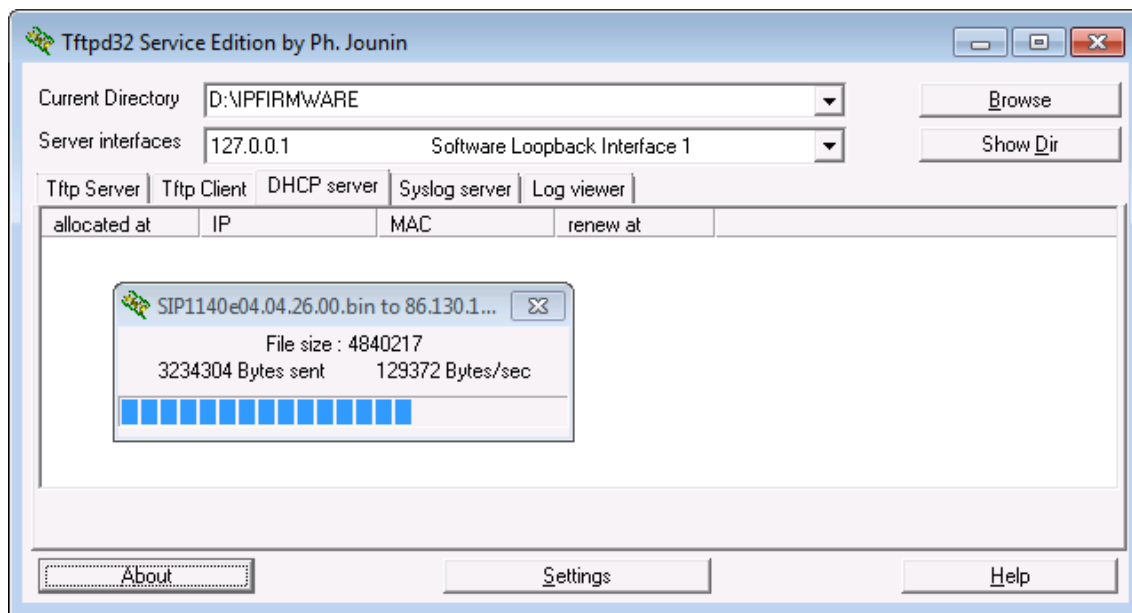 Tftpd32 Service Edition by Ph. Jounin
Current Directory D:\IPFIRMWARE Browse
Server interfaces 127.0.0.1 Software Loopback Interface 1 Show Dir
Tftp Server Tftp Client DHCP server Syslog server Log viewer
allocated at IP MAC renew at
SIP1140e04.04.26.00.bin to 86.130.1...
File size : 4840217
3234304 Bytes sent 129372 Bytes/sec
About Settings Help